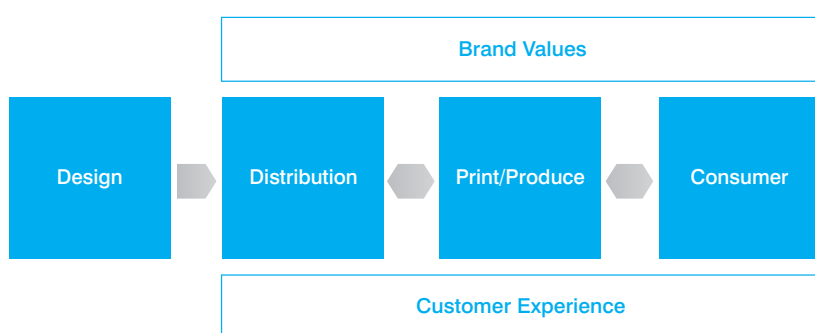 Brand Values
Design
Distribution
Print/Produce
Consumer
Customer Experience